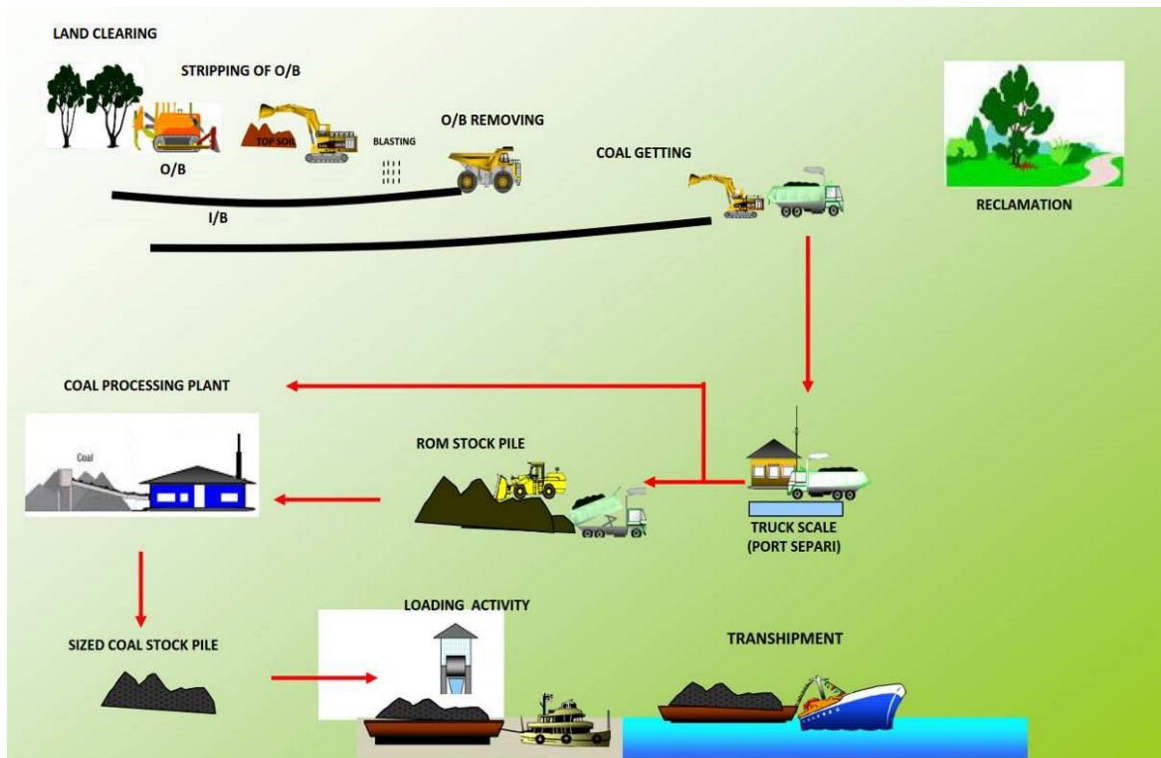 LAND CLEARING
STRIPPING OF O/B
TOP SOIL
BLASTING
O/B REMOVING
COAL GETTING
O/B
I/B
RECLAMATION
COAL PROCESSING PLANT
Coal
ROM STOCK PILE
TRUCK SCALE
(PORT SEPARI)
SIZED COAL STOCK PILE
LOADING ACTIVITY
TRANSHIPMENT